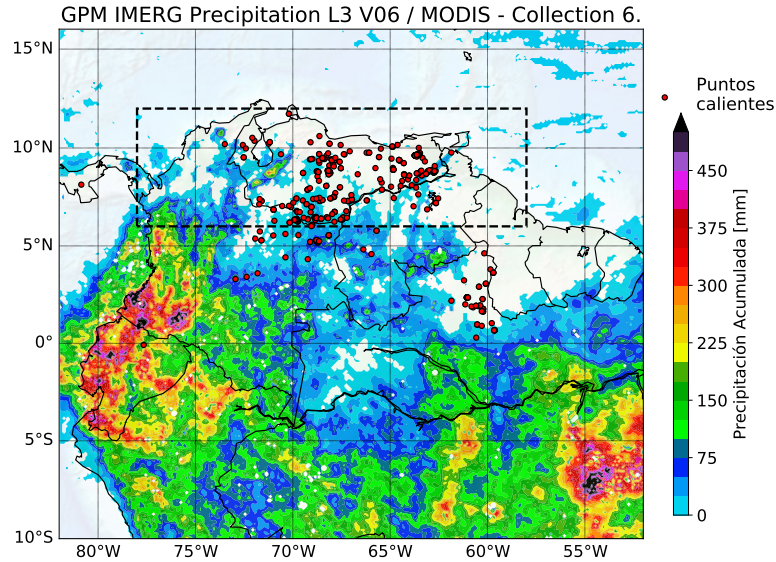 GPM IMERG Precipitation L3 V06 / MODIS - Collection 6.
15°N
10°N
5°N
0°
5°S
10°S
80°W
75°W
70°W
65°W
60°W
55°W
Puntos
calientes
450
375
300
225
150
75
0
Precipitación Acumulada [mm]